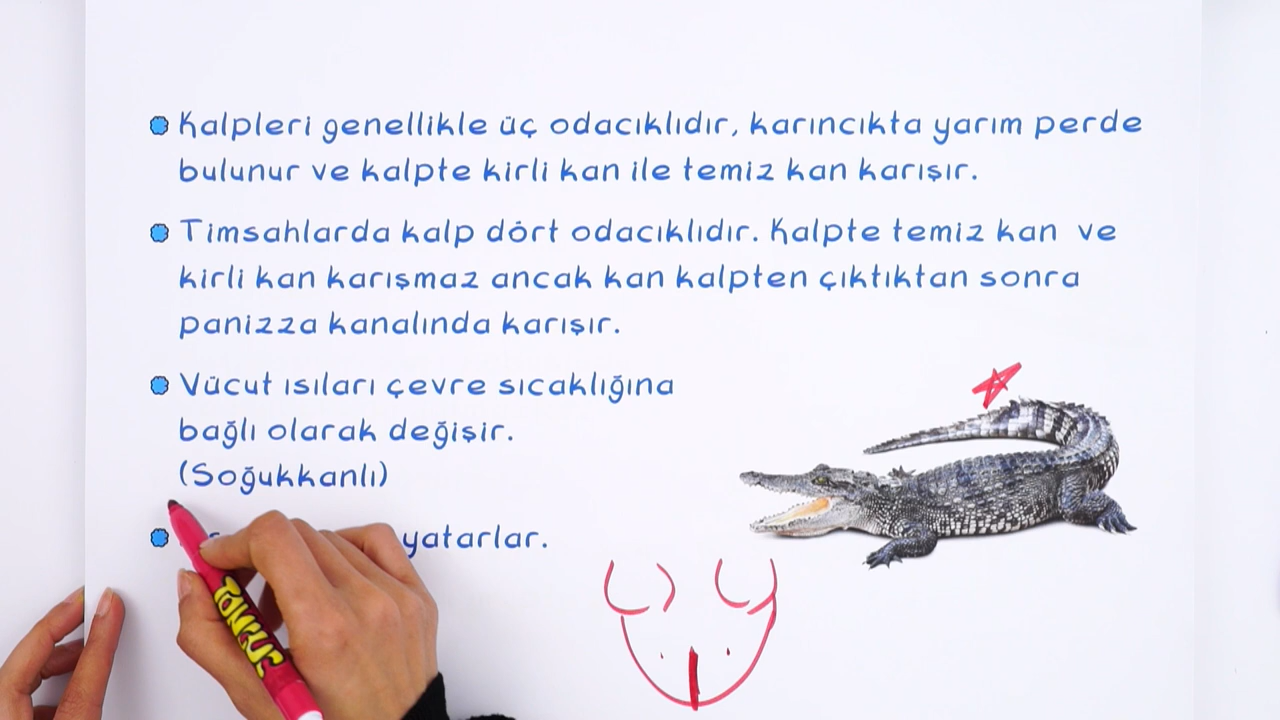 Kalpleri genellikle üç odacıklıdır, karıncıkta yarım perde
bulunur ve kalpte kirli kan ile temiz kan karışır.
Timsahlarda kalp dört odacıklıdır. Kalpte temiz kan ve
kirli kan karışmaz ancak kan kalpten çıktıktan sonra
panizza kanalında karışır.
Vücut ısıları çevre sıcaklığına
bağlı olarak değişir.
(Soğukkanlı)
yatarlar.